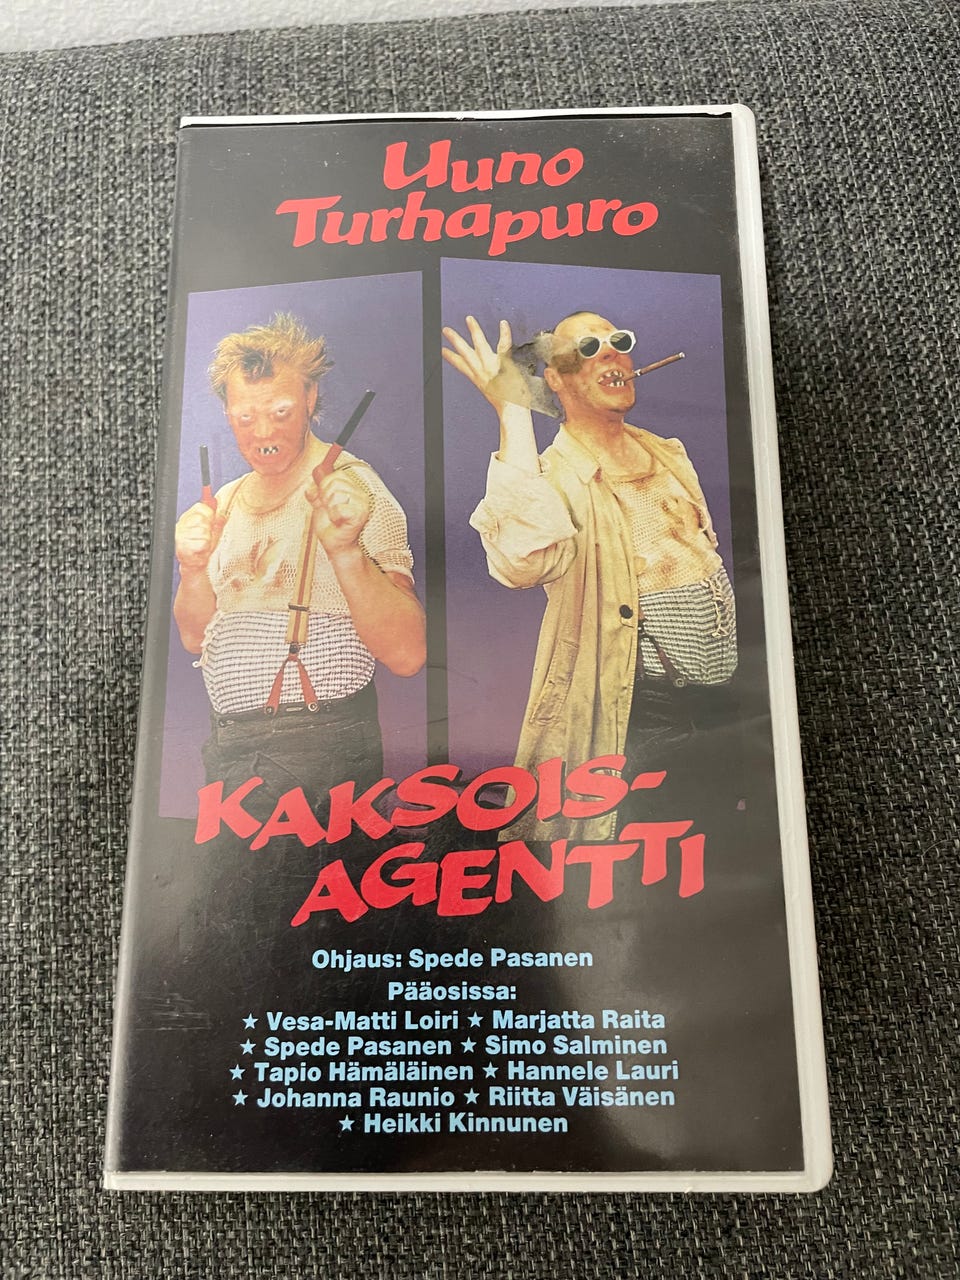 Uuno
Turhapuro
KAKSOIS-
AGENTTI
Ohjaus: Spede Pasanen
Pääosissa:
★ Vesa-Matti Loiri ★ Marjatta Raita
★ Spede Pasanen ★ Simo Salminen
★ Tapio Hämäläinen ★ Hannele Lauri
★ Johanna Raunio ★ Riitta Väisänen
★ Heikki Kinnunen